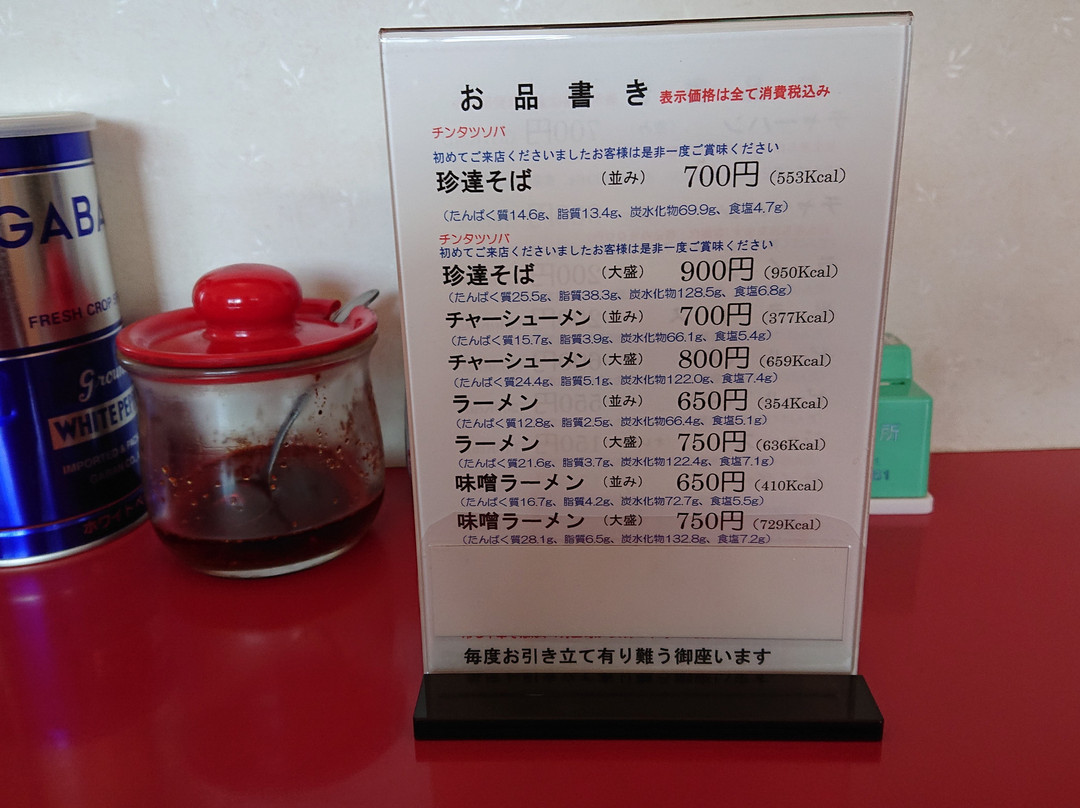 お品書き 表示価格は全て消費税込み
チンタツソバ
初めてご来店くださいましたお客様は是非一度ご賞味ください
珍達そば （並み） 700円（553Kcal）
（たんぱく質14.6g、脂質13.4g、炭水化物69.9g、食塩4.7g）
チンタツソバ
初めてご来店くださいましたお客様は是非一度ご賞味ください
珍達そば （大盛） 900円（950Kcal）
（たんぱく質25.5g、脂質38.3g、炭水化物128.5g、食塩6.8g）
チャーシューメン（並み） 700円（377Kcal）
（たんぱく質15.7g、脂質3.9g、炭水化物66.1g、食塩5.4g）
チャーシューメン（大盛） 800円（659Kcal）
（たんぱく質24.4g、脂質5.1g、炭水化物122.0g、食塩7.4g）
ラーメン （並み） 650円（354Kcal）
（たんぱく質12.8g、脂質2.5g、炭水化物66.4g、食塩5.1g）
ラーメン （大盛） 750円（636Kcal）
（たんぱく質21.6g、脂質3.7g、炭水化物122.4g、食塩7.1g）
味噌ラーメン （並み） 650円（410Kcal）
（たんぱく質16.7g、脂質4.2g、炭水化物72.7g、食塩5.5g）
味噌ラーメン （大盛） 750円（729Kcal）
（たんぱく質28.1g、脂質6.5g、炭水化物132.8g、食塩7.2g）
毎度お引き立て有り難う御座います
GABA
FRESH CROP
WHITE
IMPORTED
ホワイト
所